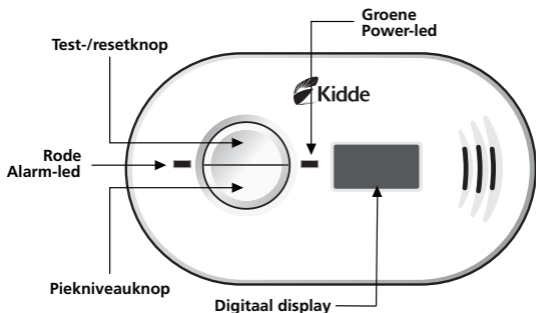 Groene
Power-led
Test-/resetknop
Kidde
Rode
Alarm-led
Piekniveauknop
Digitaal display